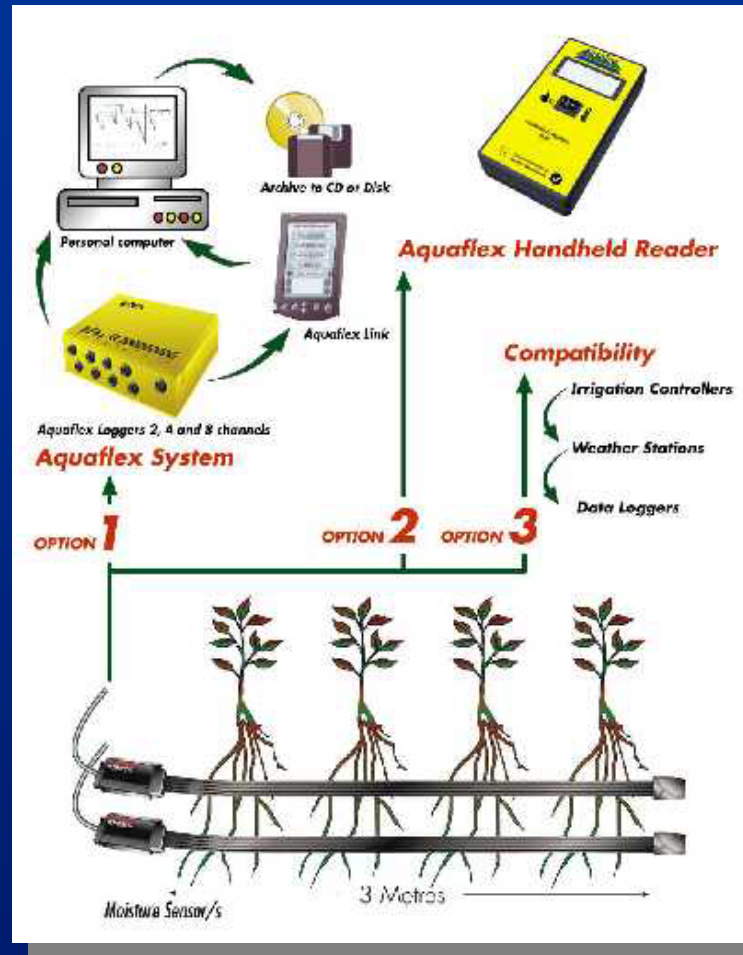 Archive to CD or Disk
Personal computer
Aquaflex Handheld Reader
Aquaflex Link
Compatibility
Irrigation Controllers
Weather Stations
Data Loggers
Aquaflex Loggers 2, 4 and 8 channels
Aquaflex System
OPTION 1
OPTION 2
OPTION 3
3 Metres
Moisture Sensor/s